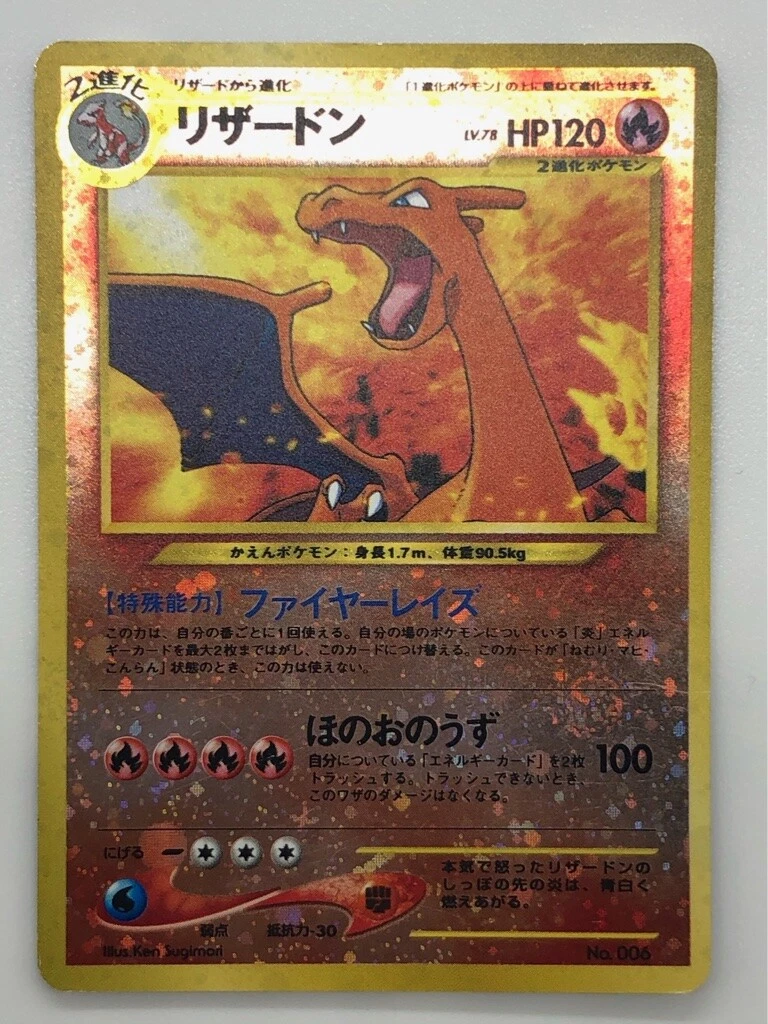 2進化
リザードから進化
「1進化ポケモン」の上に重ねて進化させます。
リザードン
LV.78 HP120
2進化ポケモン
かえんポケモン：身長1.7m、体重90.5kg
【特殊能力】ファイヤーレイズ
この力は、自分の番ごとに1回使える。自分の場のポケモンについている「炎」エネル
ギーカードを最大2枚まではがし、このカードにつけ替える。このカードが「ねむり・マヒ・
こんらん」状態のとき、この力は使えない。
ほのおのうず
自分についている「エネルギーカード」を2枚
トラッシュする。トラッシュできないとき、
このワザのダメージはなくなる。
100
にげる
本気で怒ったリザードンの
しっぽの先の炎は、青白く
燃えあがる。
弱点
抵抗力-30
Illus. Ken Sugimori
No. 006